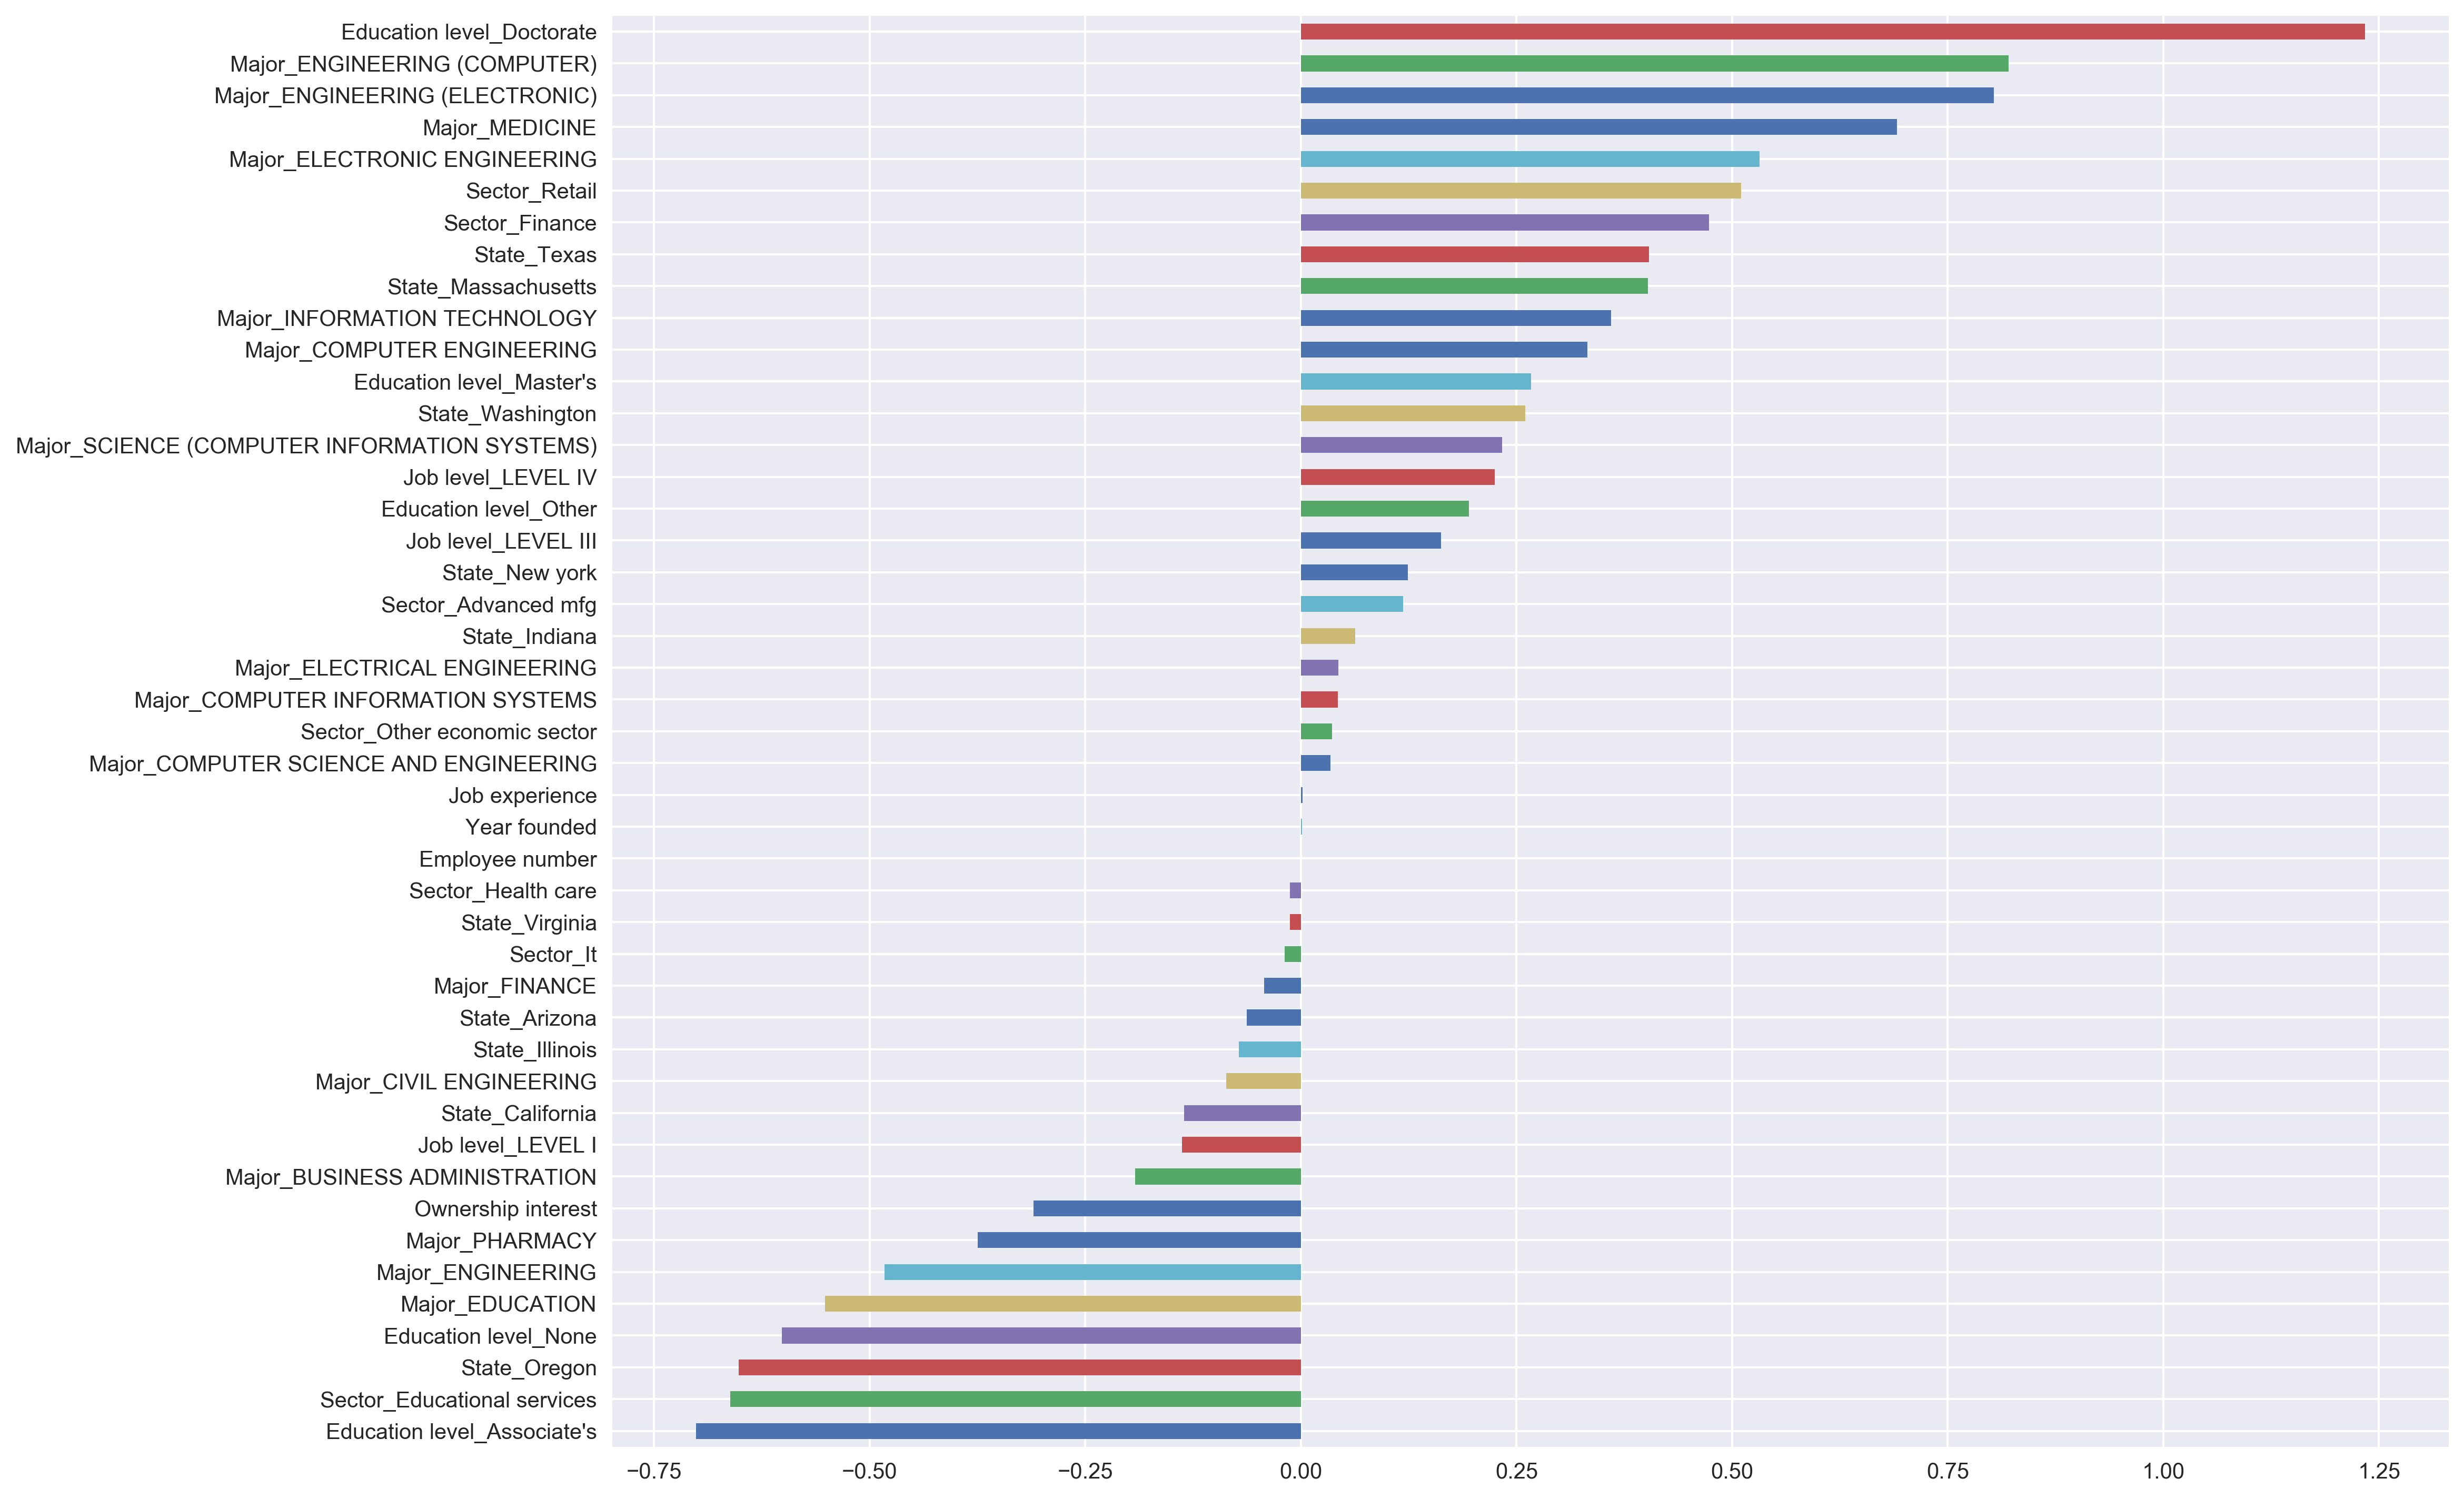 Education level_Doctorate
Major_ENGINEERING (COMPUTER)
Major_ENGINEERING (ELECTRONIC)
Major_MEDICINE
Major_ELECTRONIC ENGINEERING
Sector_Retail
Sector_Finance
State_Texas
State_Massachusetts
Major_INFORMATION TECHNOLOGY
Major_COMPUTER ENGINEERING
Education level_Master's
State_Washington
Major_SCIENCE (COMPUTER INFORMATION SYSTEMS)
Job level_LEVEL IV
Education level_Other
Job level_LEVEL III
State_New york
Sector_Advanced mfg
State_Indiana
Major_ELECTRICAL ENGINEERING
Major_COMPUTER INFORMATION SYSTEMS
Sector_Other economic sector
Major_COMPUTER SCIENCE AND ENGINEERING
Job experience
Year founded
Employee number
Sector_Health care
State_Virginia
Sector_It
Major_FINANCE
State_Arizona
State_Illinois
Major_CIVIL ENGINEERING
State_California
Job level_LEVEL I
Major_BUSINESS ADMINISTRATION
Ownership interest
Major_PHARMACY
Major_ENGINEERING
Major_EDUCATION
Education level_None
State_Oregon
Sector_Educational services
Education level_Associate's
−0.75 −0.50 −0.25 0.00 0.25 0.50 0.75 1.00 1.25